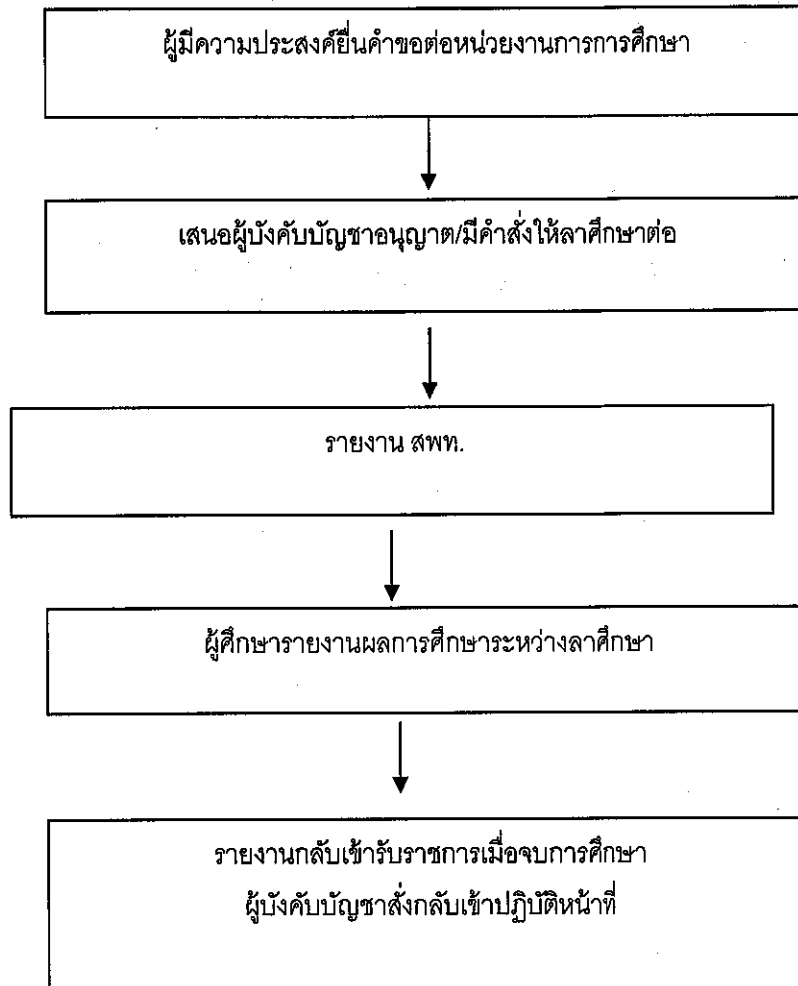 ผู้มีความประสงค์ยื่นคำขอต่อหน่วยงานการการศึกษา
เสนอผู้บังคับบัญชาอนุญาต/มีคำสั่งให้ลาศึกษาต่อ
รายงาน สพท.
ผู้ศึกษารายงานผลการศึกษาระหว่างลาศึกษา
รายงานกลับเข้ารับราชการเมื่อจบการศึกษา
ผู้บังคับบัญชาสั่งกลับเข้าปฏิบัติหน้าที่